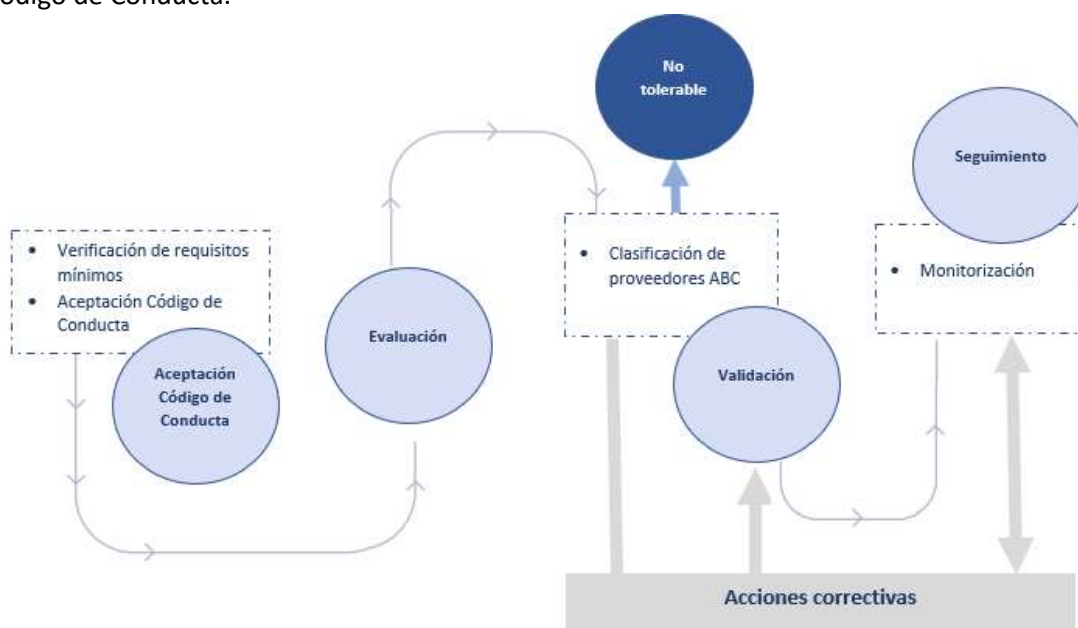 ódigo de Conducta.
No
tolerable
Seguimiento
• Verificación de requisitos
mínimos
• Aceptación Código de
Conducta
Aceptación
Código de
Conducta
Evaluación
• Clasificación de
proveedores ABC
Validación
• Monitorización
Acciones correctivas